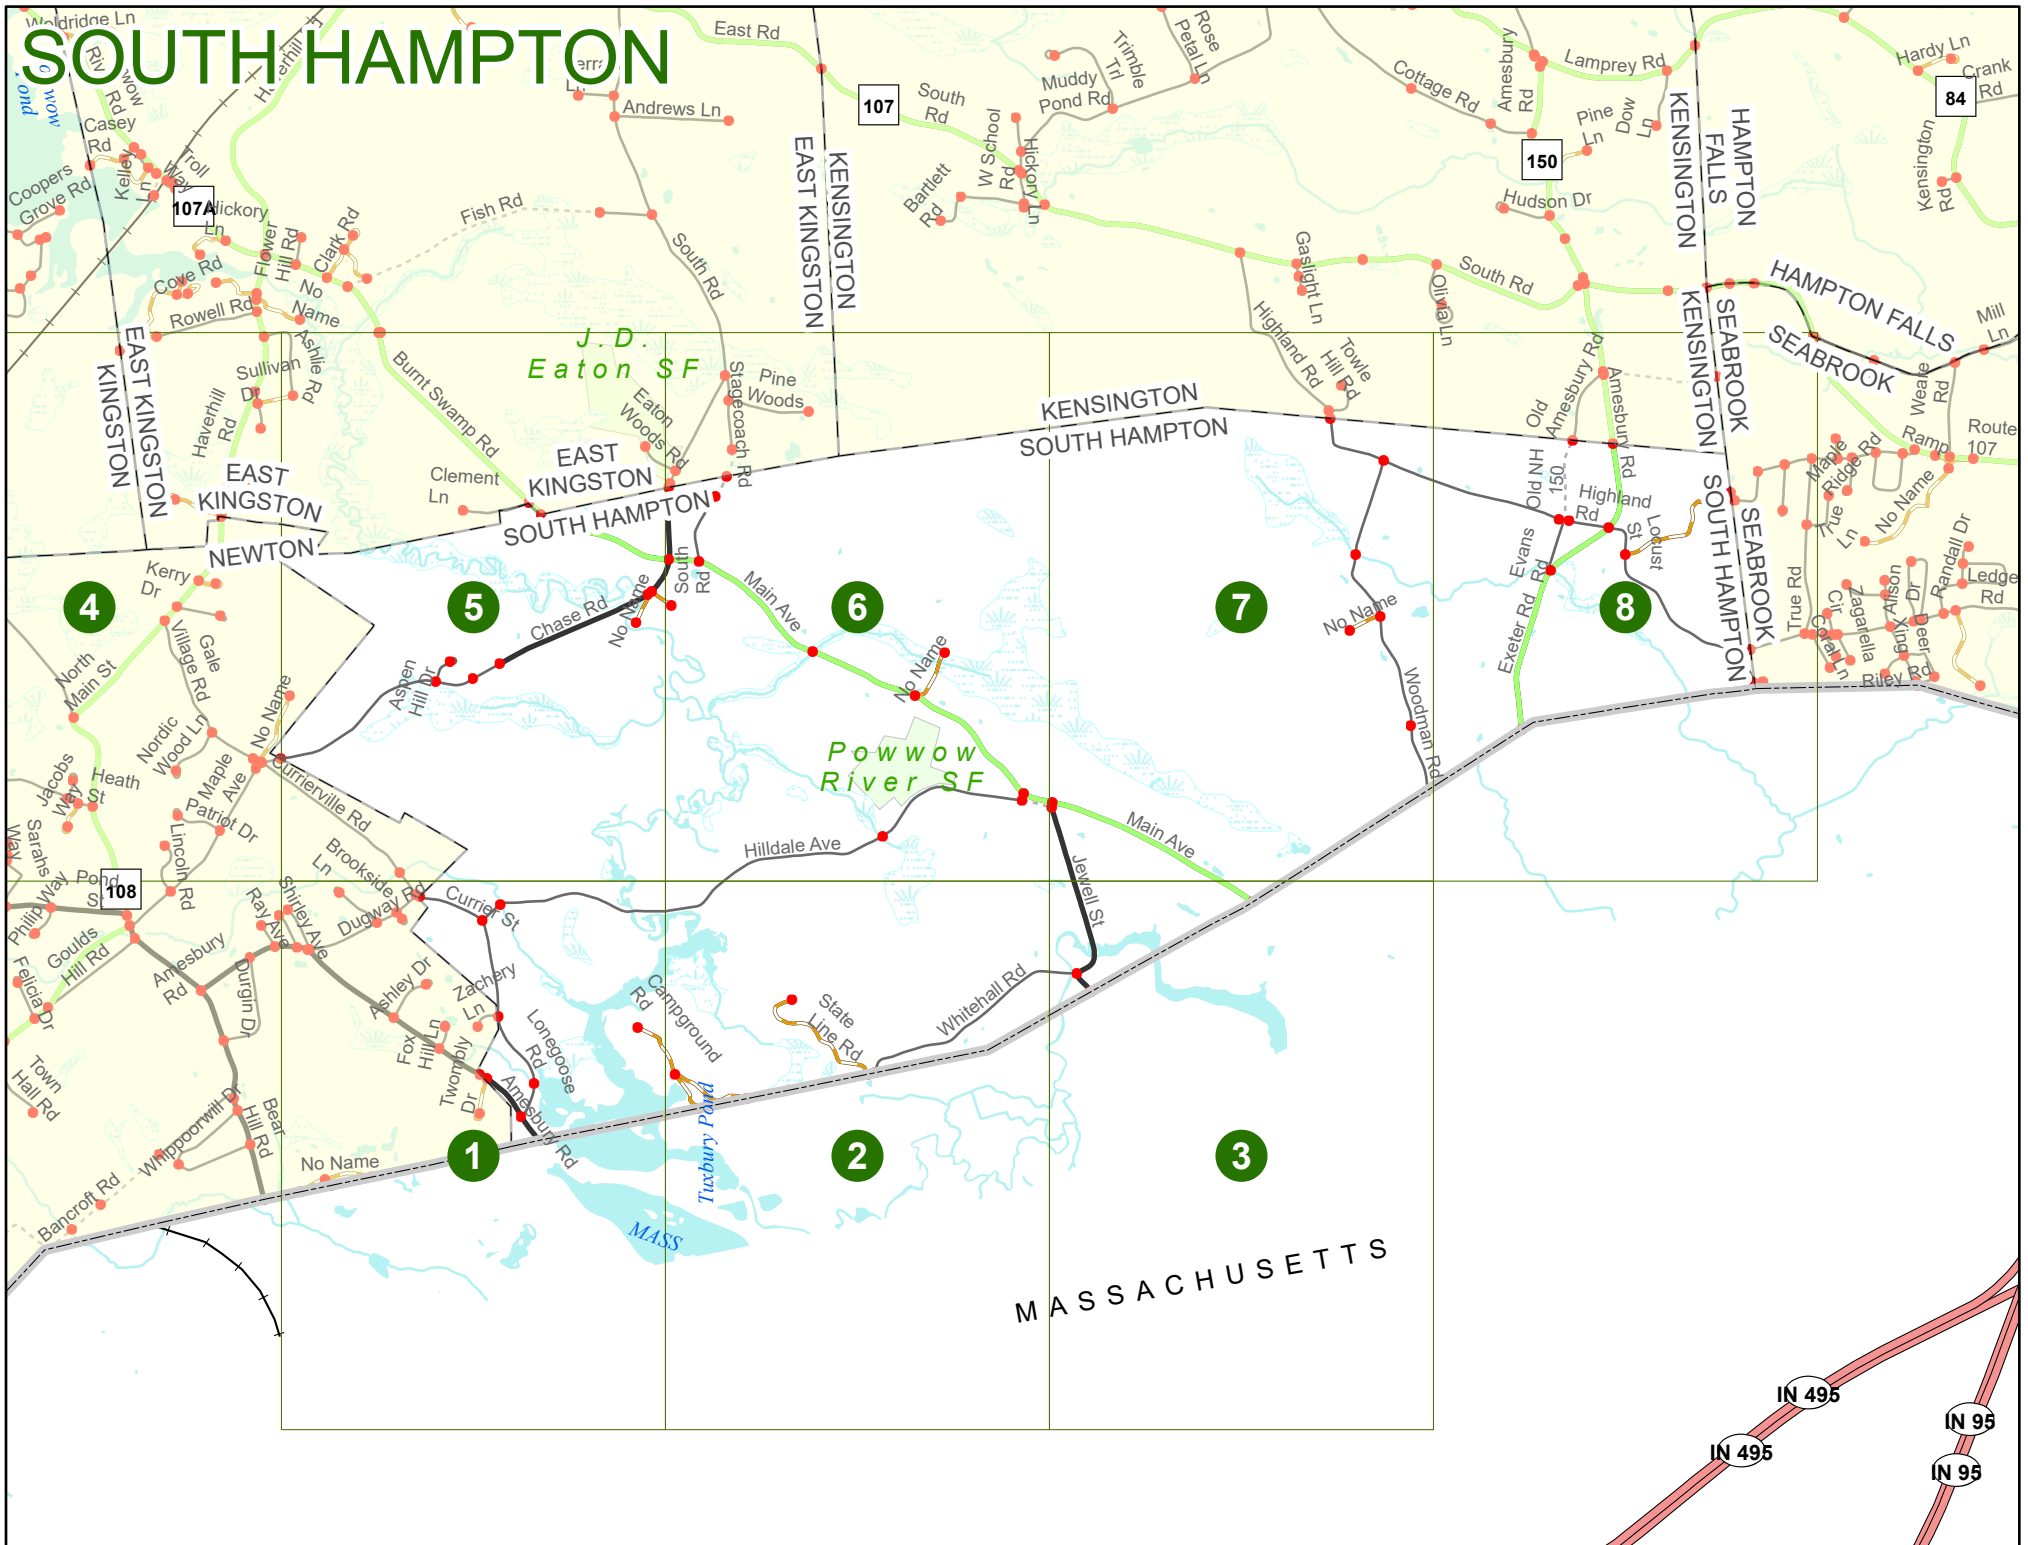 SOUTH HAMPTON
Woldridge Ln
Haverhill
East Rd
107
South
Rd
Muddy
Pond Rd
Trimble
Trl
Rose
Petal Ln
Cottage Rd
Amesbury
Rd
Lamprey Rd
Pine
Ln
Dow
Ln
150
Hardy Ln
Crank
Rd
84
Kensington
Rd
Andrews Ln
Casey
Rd
Kelley
Ln
Troll
Way
Coopers
Grove Rd
107A
Hickory
Ln
Flower
Hill Rd
Clark Rd
Fish Rd
South Rd
W School
Rd
Hickory Ln
Bartlett
Rd
Hudson Dr
KENSINGTON
KENSINGTON
HAMPTON
FALLS
EAST KINGSTON
KENSINGTON
Cove Rd
No
Name
Rowell Rd
Ashlie Rd
Sullivan
Dr
Haverhill
Rd
Burnt Swamp Rd
J.D.
Eaton SF
Eaton
Woods Rd
Stagecoach Rd
Pine
Woods
Gaslight Ln
Olivia Ln
South Rd
Highland Rd
Towle
Hill Rd
Old
Amesbury Rd
Amesbury Rd
HAMPTON FALLS
SEABROOK
SEABROOK
Mill
Ln
Weare
Rd
Route
107
Ramp
EAST KINGSTON
KINGSTON
EAST
KINGSTON
NEWTON
Clement
Ln
EAST
KINGSTON
SOUTH HAMPTON
KENSINGTON
SOUTH HAMPTON
Old NH
150
Highland
Rd
Locust
St
Evans
Rd
Exeter Rd
SOUTH HAMPTON
SEABROOK
Maple
Ridge Rd
True
Ln
No Name
True Rd
Cir
Coral Ln
Zagarella
Alison
Dr
Xing
Deer
Randall Dr
Ledge
Rd
Riley Rd
4
5
6
7
8
Kerry
Dr
Village Rd
Gale
North
Main St
Nordic
Wood Ln
No Name
Maple
Ave
Currierville Rd
Chase Rd
No Name
South
Rd
Main Ave
No Name
Aspen
Hill Dr
Powwow
River SF
No Name
Woodman Rd
Jacobs
Way
Heath
St
Sarahs
Way
Patriot Dr
Lincoln Rd
Brookside
Ln
Hilldale Ave
Main Ave
Jewell St
Pond
St
108
Philip Way
Goulds
Hill Rd
Felicia Dr
Ray Ave
Shirley Ave
Dugway Rd
Currier St
Amesbury
Rd
Durgin Dr
Ashley Dr
Zachery
Ln
Fox
Hill Ln
Twombly
Dr
Longoose
Rd
Amesbury Rd
Campground
Rd
State
Line Rd
Whitehall Rd
Town
Hall Rd
Whippoorwill Dr
Bear
Hill Rd
Bancroft Rd
No Name
Tuxbury Pond
MASS
1
2
3
MASSACHUSETTS
IN 495
IN 495
IN 95
IN 95